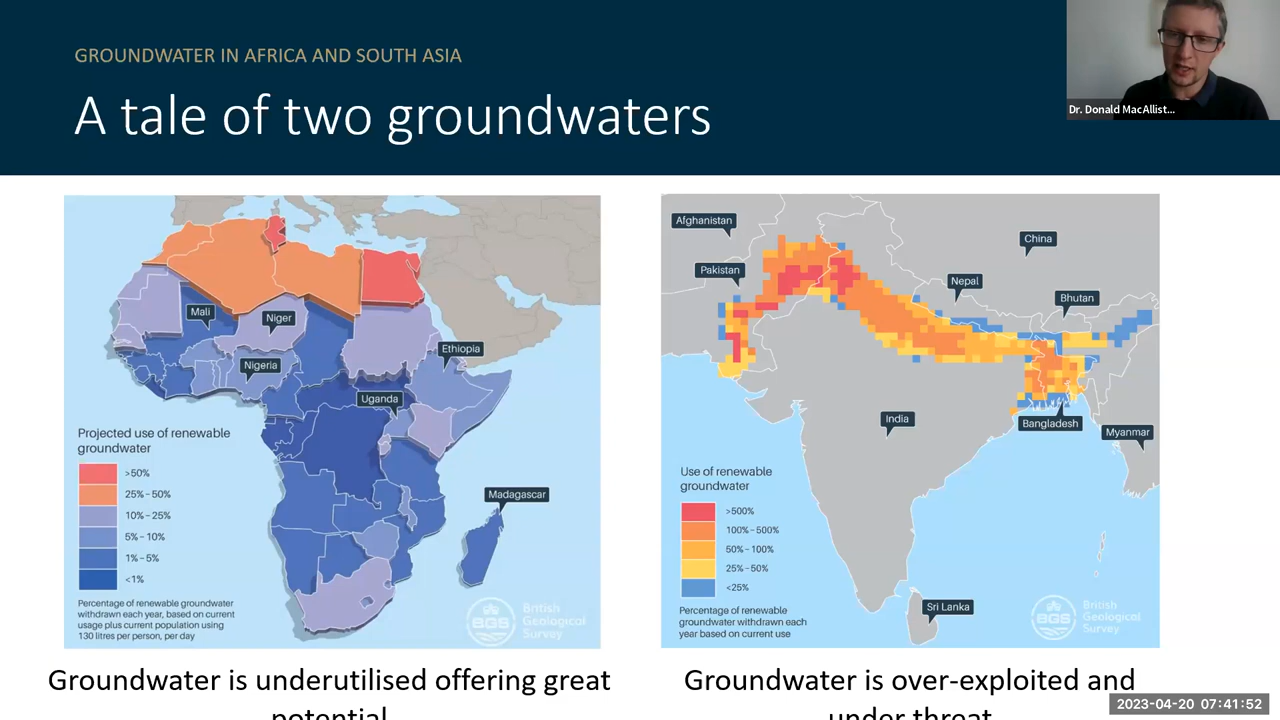 GROUNDWATER IN AFRICA AND SOUTH ASIA
A tale of two groundwaters
Dr. Donald MacAllist...
Mali
Niger
Nigeria
Ethiopia
Uganda
Madagascar
Projected use of renewable
groundwater
>50%
25%-50%
10%-25%
5%-10%
1%-5%
<1%
Percentage of renewable groundwater
withdrawn each year, based on current
usage plus current population using
130 litres per person, per day
BGS
British
Geological
Survey
Afghanistan
Pakistan
China
Nepal
Bhutan
India
Bangladesh
Myanmar
Sri Lanka
Use of renewable
groundwater
>500%
100%-500%
50%-100%
25%-50%
<25%
Percentage of renewable
groundwater withdrawn each
year based on current use
BGS
British
Geological
Survey
Groundwater is underutilised offering great
potential
Groundwater is over-exploited and
under threat
2023-04-20 07:41:52